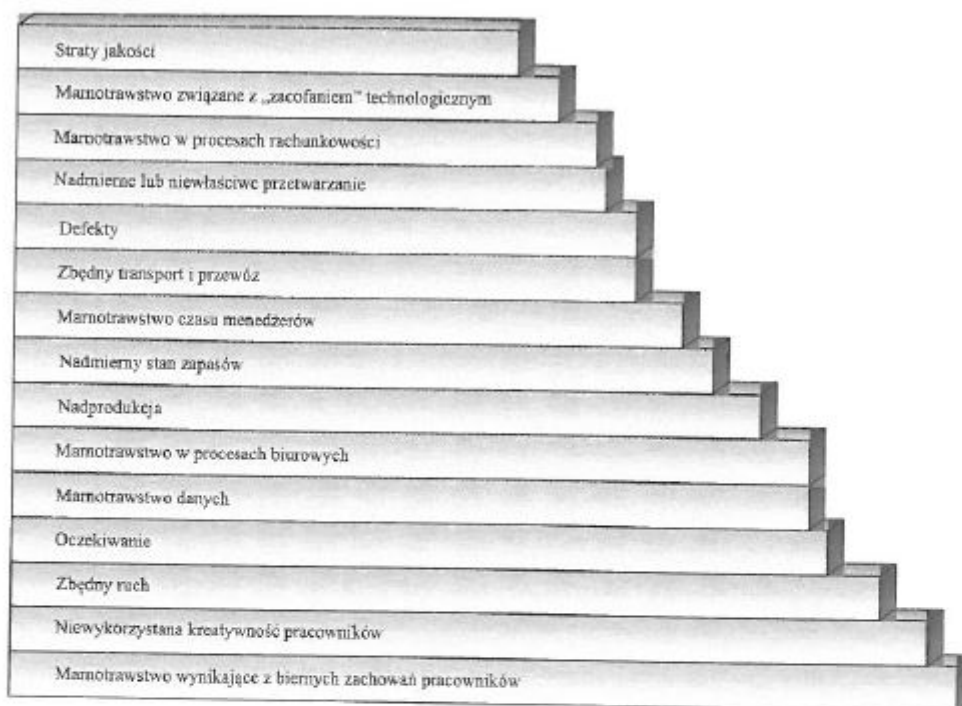 Straty jakości
Marnotrawstwo związane z „zacofaniem” technologicznym
Marnotrawstwo w procesach rachunkowości
Nadmierne lub niewłaściwe przetwarzanie
Defekty
Zbędny transport i przewóz
Marnotrawstwo czasu menedżerów
Nadmierny stan zapasów
Nadprodukcja
Marnotrawstwo w procesach biurowych
Marnotrawstwo danych
Oczekiwanie
Zbędny ruch
Niewykorzystana kreatywność pracowników
Marnotrawstwo wynikające z biernych zachowań pracowników